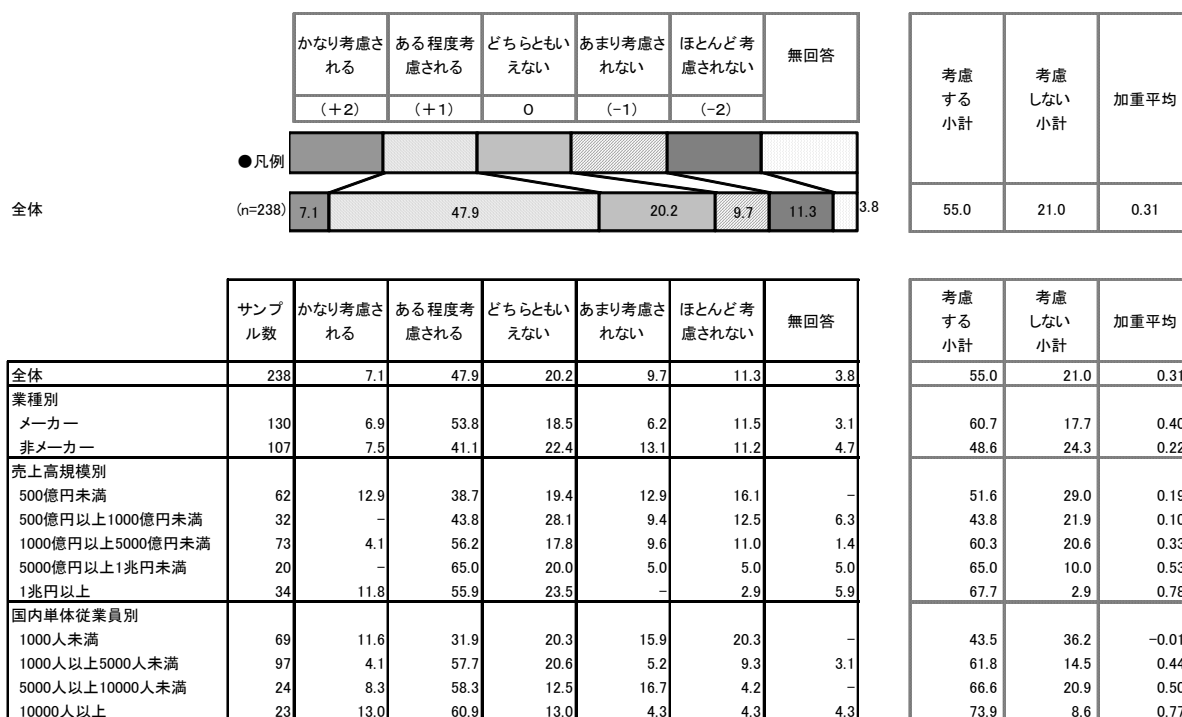 かなり考慮さ ある程度考 どちらともい あまり考慮さ ほとんど考 無回答
れる 慮される えない れない 慮されない
(+2) (+1) 0 (-1) (-2)
考慮 考慮 加重平均
する しない
小計 小計
●凡例
全体 (n=238) 7.1 47.9 20.2 9.7 11.3 3.8 55.0 21.0 0.31
サンプ かなり考慮さ ある程度考 どちらともい あまり考慮さ ほとんど考 無回答
ル数 れる 慮される えない れない 慮されない
考慮 考慮 加重平均
する しない
小計 小計
全体 238 7.1 47.9 20.2 9.7 11.3 3.8 55.0 21.0 0.31
業種別
メーカー 130 6.9 53.8 18.5 6.2 11.5 3.1 60.7 17.7 0.40
非メーカー 107 7.5 41.1 22.4 13.1 11.2 4.7 48.6 24.3 0.22
売上高規模別
500億円未満 62 12.9 38.7 19.4 12.9 16.1 - 51.6 29.0 0.19
500億円以上1000億円未満 32 - 43.8 28.1 9.4 12.5 6.3 43.8 21.9 0.10
1000億円以上5000億円未満 73 4.1 56.2 17.8 9.6 11.0 1.4 60.3 20.6 0.33
5000億円以上1兆円未満 20 - 65.0 20.0 5.0 5.0 5.0 65.0 10.0 0.53
1兆円以上 34 11.8 55.9 23.5 - 2.9 5.9 67.7 2.9 0.78
国内単体従業員別
1000人未満 69 11.6 31.9 20.3 15.9 20.3 - 43.5 36.2 -0.01
1000人以上5000人未満 97 4.1 57.7 20.6 5.2 9.3 3.1 61.8 14.5 0.44
5000人以上10000人未満 24 8.3 58.3 12.5 16.7 4.2 - 66.6 20.9 0.50
10000人以上 23 13.0 60.9 13.0 4.3 4.3 4.3 73.9 8.6 0.77